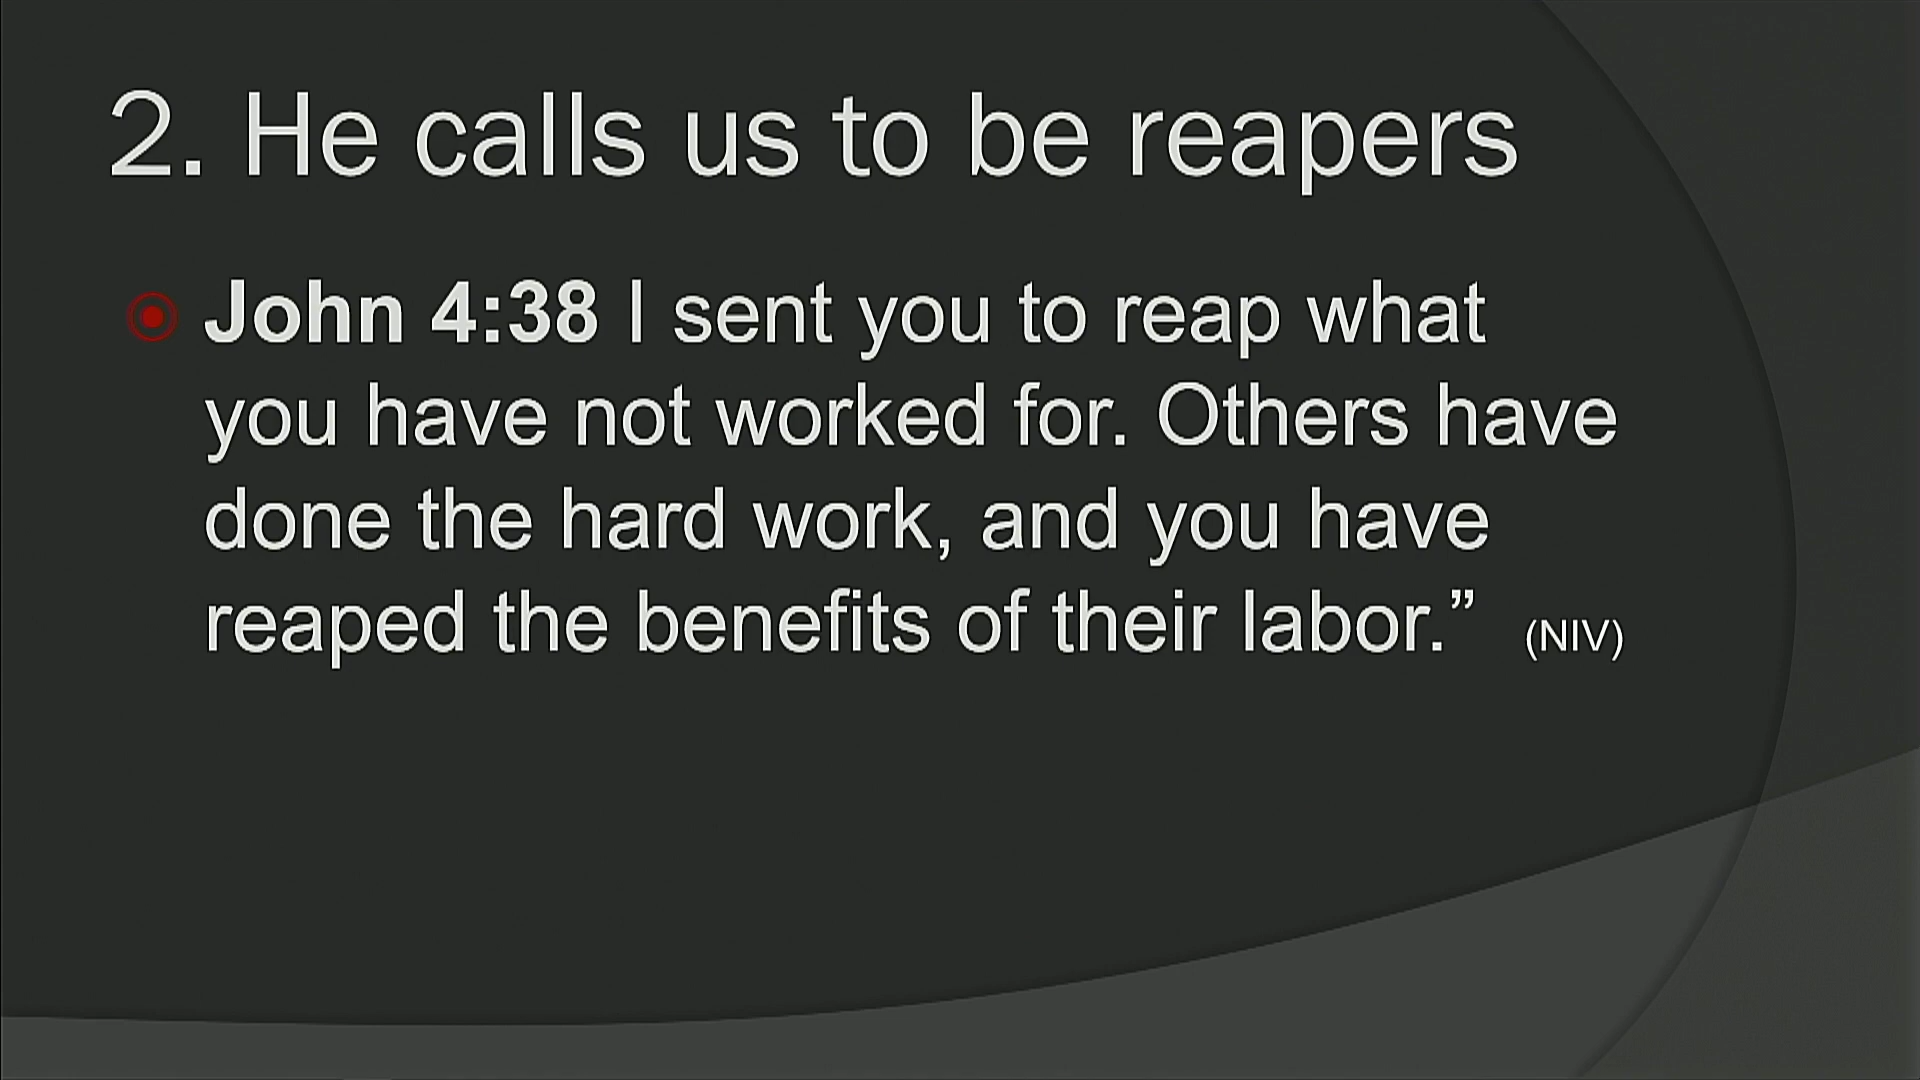 2. He calls us to be reapers
John 4:38 I sent you to reap what
you have not worked for. Others have
done the hard work, and you have
reaped the benefits of their labor.” (NIV)